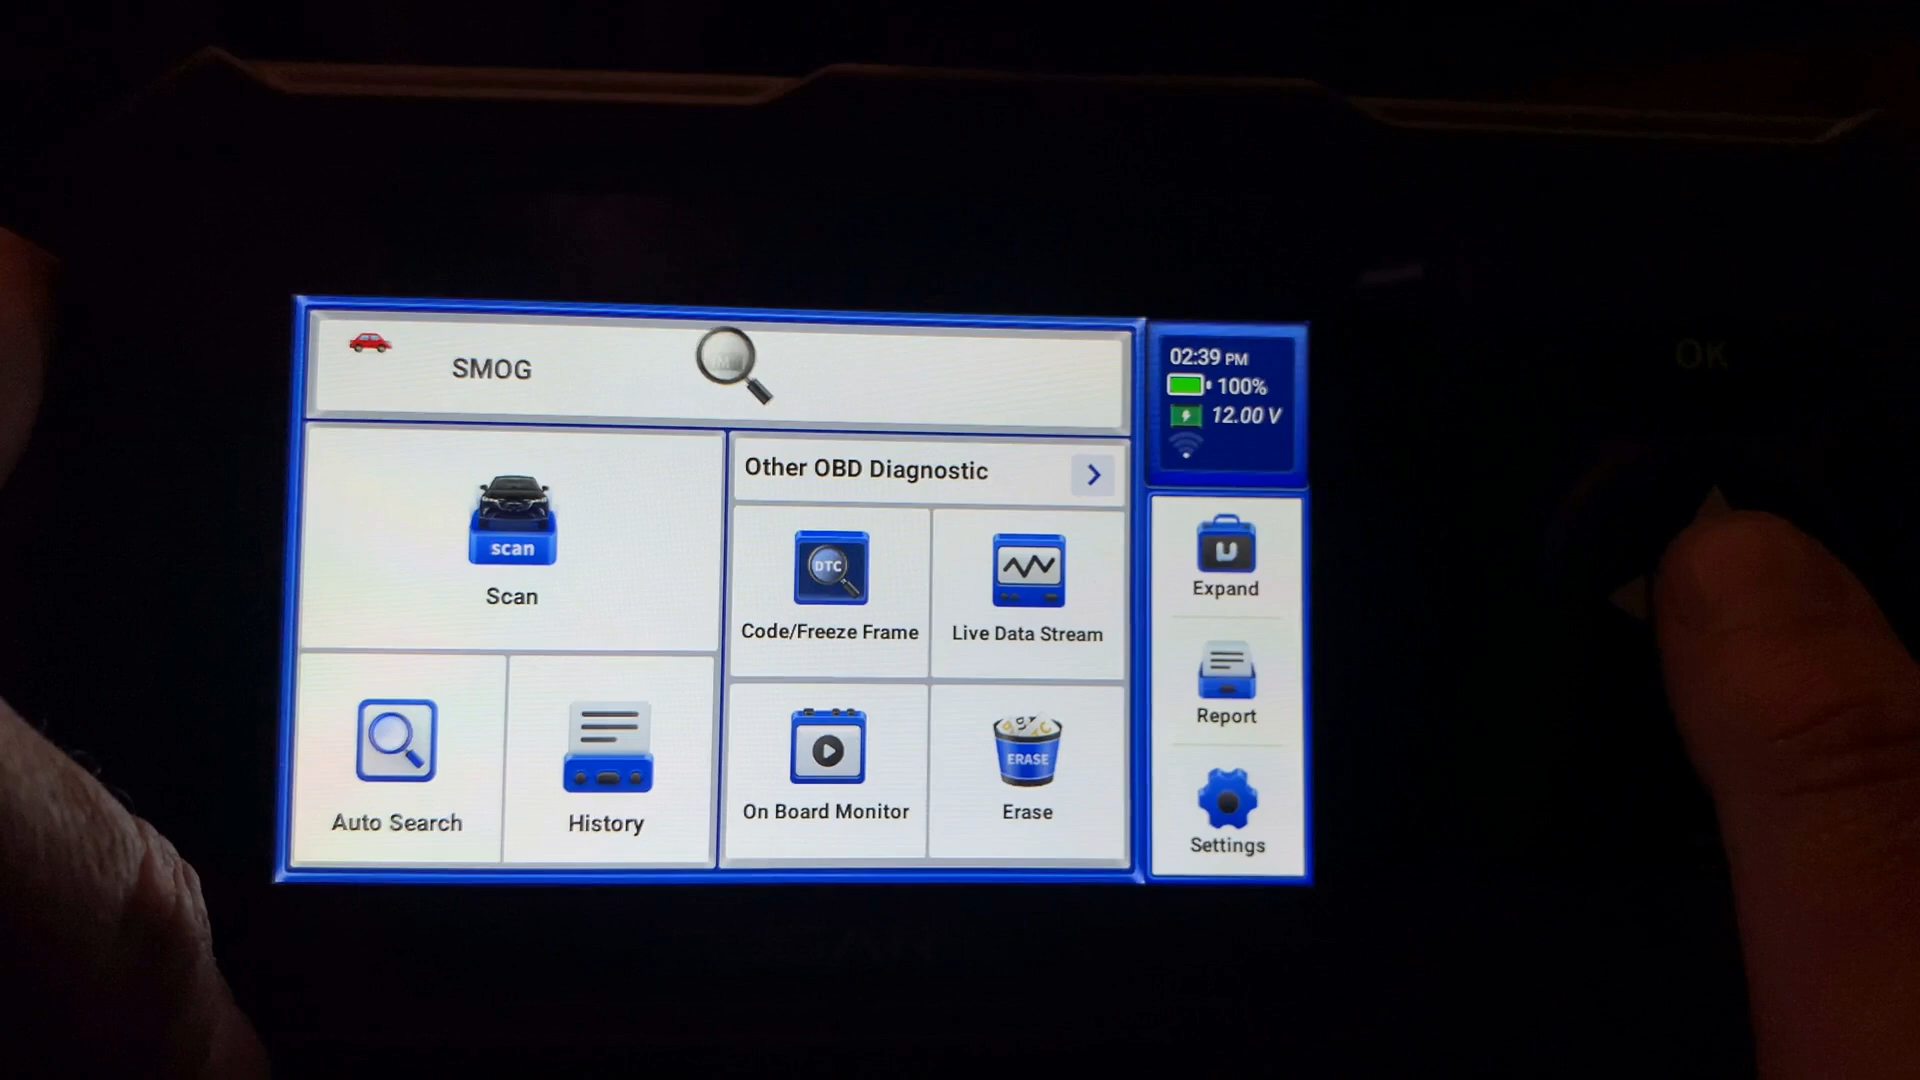 SMOG
02:39 PM
100%
12.00 V
scan
Scan
Other OBD Diagnostic
DTC
Code/Freeze Frame
Live Data Stream
Auto Search
History
On Board Monitor
ERASE
Erase
U
Expand
Report
Settings
OK